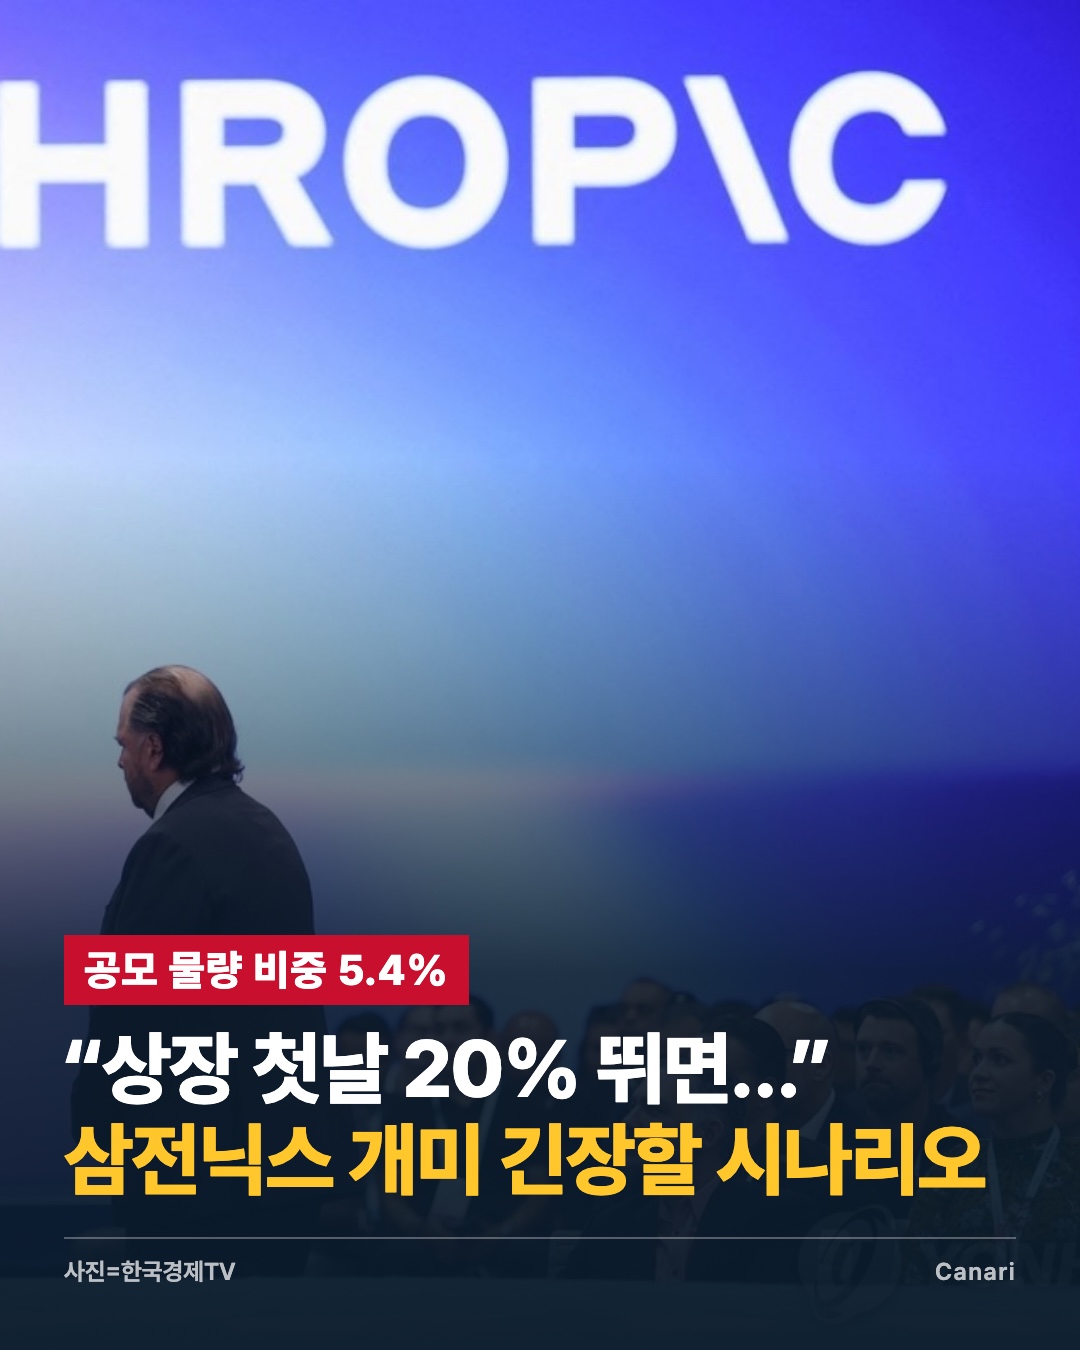 HROP\C
공모 물량 비중 5.4%
“상장 첫날 20% 뛰면...”
삼전닉스 개미 긴장할 시나리오
사진=한국경제TV
Canari